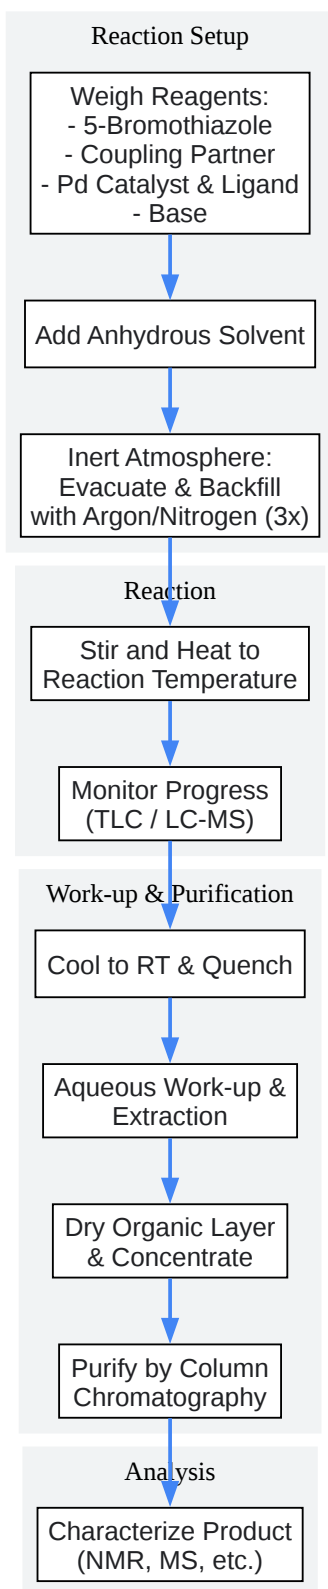 Reaction Setup
Weigh Reagents:
- 5-Bromothiazole
- Coupling Partner
- Pd Catalyst & Ligand
- Base
Add Anhydrous Solvent
Inert Atmosphere:
Evacuate & Backfill
with Argon/Nitrogen (3x)
Reaction
Stir and Heat to
Reaction Temperature
Monitor Progress
(TLC / LC-MS)
Work-up & Purification
Cool to RT & Quench
Aqueous Work-up &
Extraction
Dry Organic Layer
& Concentrate
Purify by Column
Chromatography
Analysis
Characterize Product
(NMR, MS, etc.)